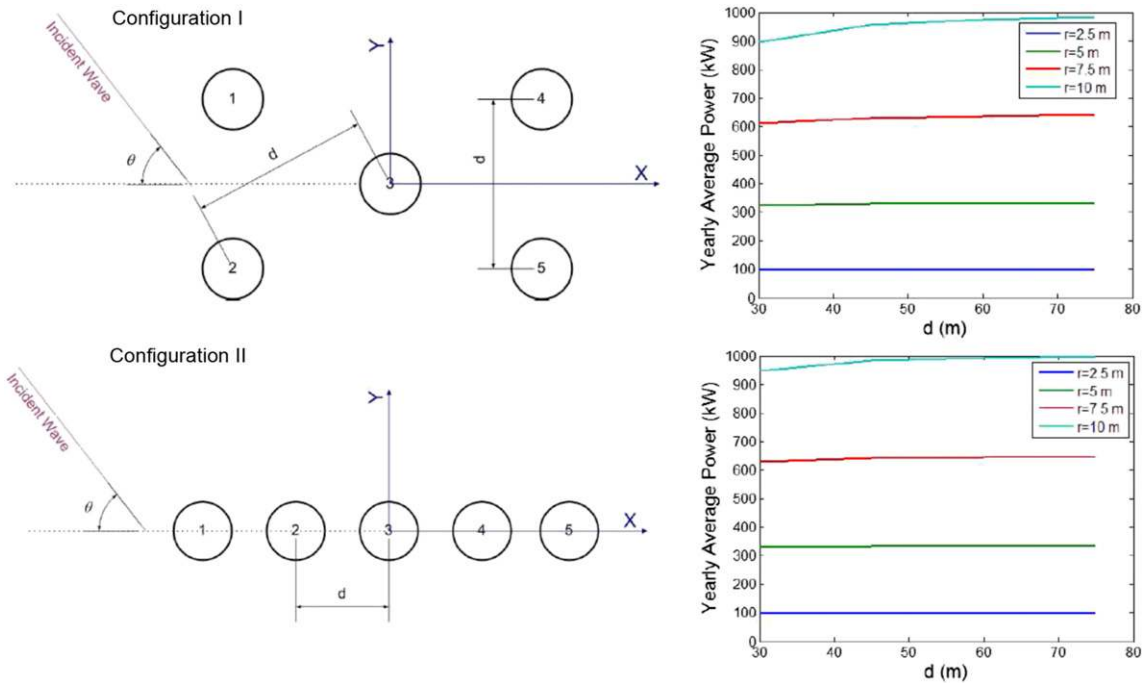 Configuration I
Incident Wave
θ
d
d
Y
X
1
2
3
4
5
Yearly Average Power (kW)
1000
900
800
700
600
500
400
300
200
100
0
30
40
50
60
70
80
d (m)
r=2.5 m
r=5 m
r=7.5 m
r=10 m
Configuration II
Incident Wave
θ
Y
X
1
2
3
4
5
d
Yearly Average Power (kW)
1000
900
800
700
600
500
400
300
200
100
0
30
40
50
60
70
80
d (m)
r=2.5 m
r=5 m
r=7.5 m
r=10 m